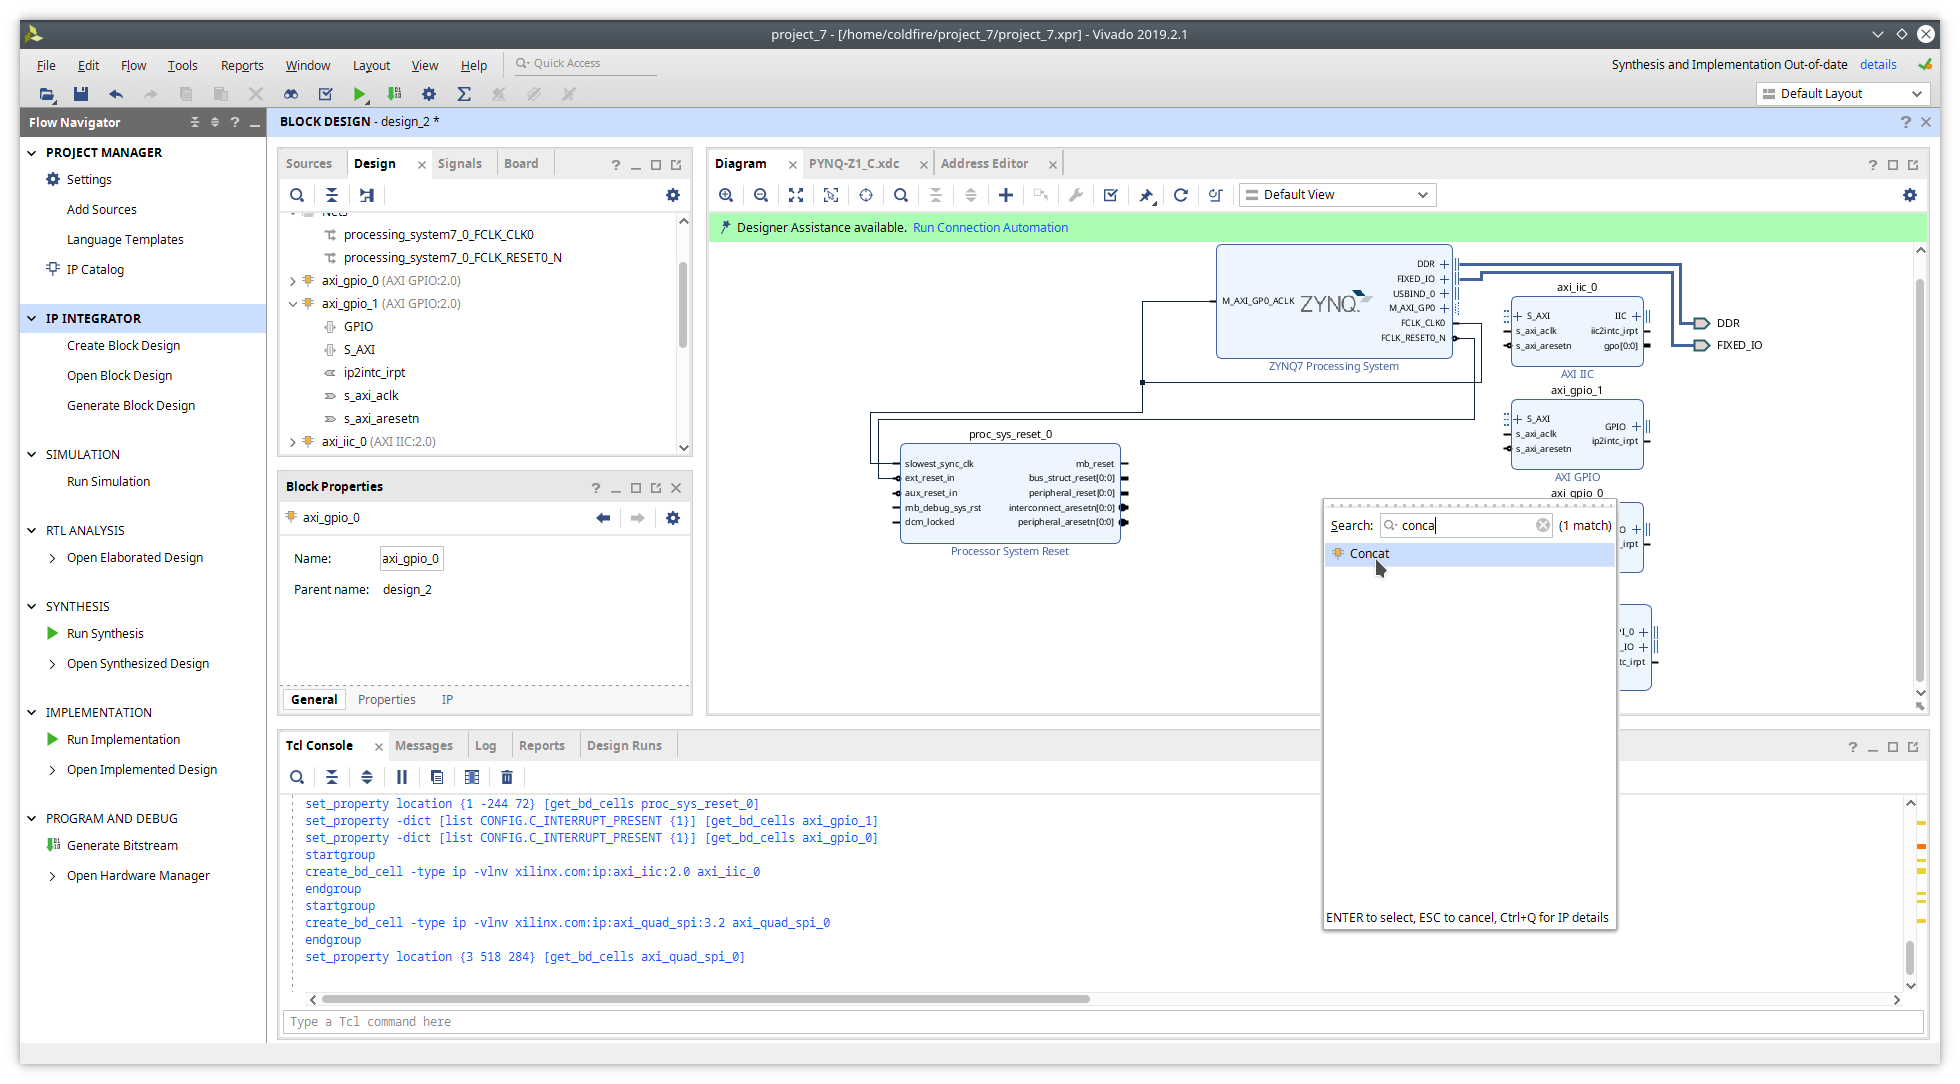 project_7 - [/home/coldfire/project_7/project_7.xpr] - Vivado 2019.2.1
File Edit Flow Tools Reports Window Layout View Help Quick Access
Synthesis and Implementation Out-of-date details
Default Layout
Flow Navigator
PROJECT MANAGER
Settings
Add Sources
Language Templates
IP Catalog
IP INTEGRATOR
Create Block Design
Open Block Design
Generate Block Design
SIMULATION
Run Simulation
RTL ANALYSIS
Open Elaborated Design
SYNTHESIS
Run Synthesis
Open Synthesized Design
IMPLEMENTATION
Run Implementation
Open Implemented Design
PROGRAM AND DEBUG
Generate Bitstream
Open Hardware Manager
BLOCK DESIGN - design_2 *
Sources Design Signals Board
Nets
processing_system7_0_FCLK_CLK0
processing_system7_0_FCLK_RESET0_N
axi_gpio_0 (AXI GPIO:2.0)
axi_gpio_1 (AXI GPIO:2.0)
GPIO
S_AXI
ip2intc_irpt
s_axi_aclk
s_axi_aresetn
axi_iic_0 (AXI IIC:2.0)
Block Properties
axi_gpio_0
Name: axi_gpio_0
Parent name: design_2
General Properties IP
Diagram PYNQ-Z1_C.xdc Address Editor
Default View
Designer Assistance available. Run Connection Automation
DDR
FIXED_IO
USBIND_0
M_AXI_GP0_ACLK ZYNQ. M_AXI_GP0
FCLK_CLK0
FCLK_RESET0_N
ZYNQ7 Processing System
axi_iic_0
S_AXI IIC
s_axi_aclk iic2intc_irpt
s_axi_aresetn gpo[0:0]
AXI IIC
DDR
FIXED_IO
axi_gpio_1
S_AXI
GPIO
s_axi_aclk
ip2intc_irpt
s_axi_aresetn
AXI GPIO
axi_gpio_0
O
_irpt
PI_0
_IO
tc_irpt
proc_sys_reset_0
slowest_sync_clk mb_reset
ext_reset_in bus_struct_reset[0:0]
aux_reset_in peripheral_reset[0:0]
mb_debug_sys_rst interconnect_aresetn[0:0]
dcm_locked peripheral_aresetn[0:0]
Processor System Reset
Search: conca (1 match)
Concat
ENTER to select, ESC to cancel, Ctrl+Q for IP details
Tcl Console Messages Log Reports Design Runs
set_property location {1 -244 72} [get_bd_cells proc_sys_reset_0]
set_property -dict [list CONFIG.C_INTERRUPT_PRESENT {1}] [get_bd_cells axi_gpio_1]
set_property -dict [list CONFIG.C_INTERRUPT_PRESENT {1}] [get_bd_cells axi_gpio_0]
startgroup
create_bd_cell -type ip -vlnv xilinx.com:ip:axi_iic:2.0 axi_iic_0
endgroup
startgroup
create_bd_cell -type ip -vlnv xilinx.com:ip:axi_quad_spi:3.2 axi_quad_spi_0
endgroup
set_property location {3 518 284} [get_bd_cells axi_quad_spi_0]
Type a Tcl command here